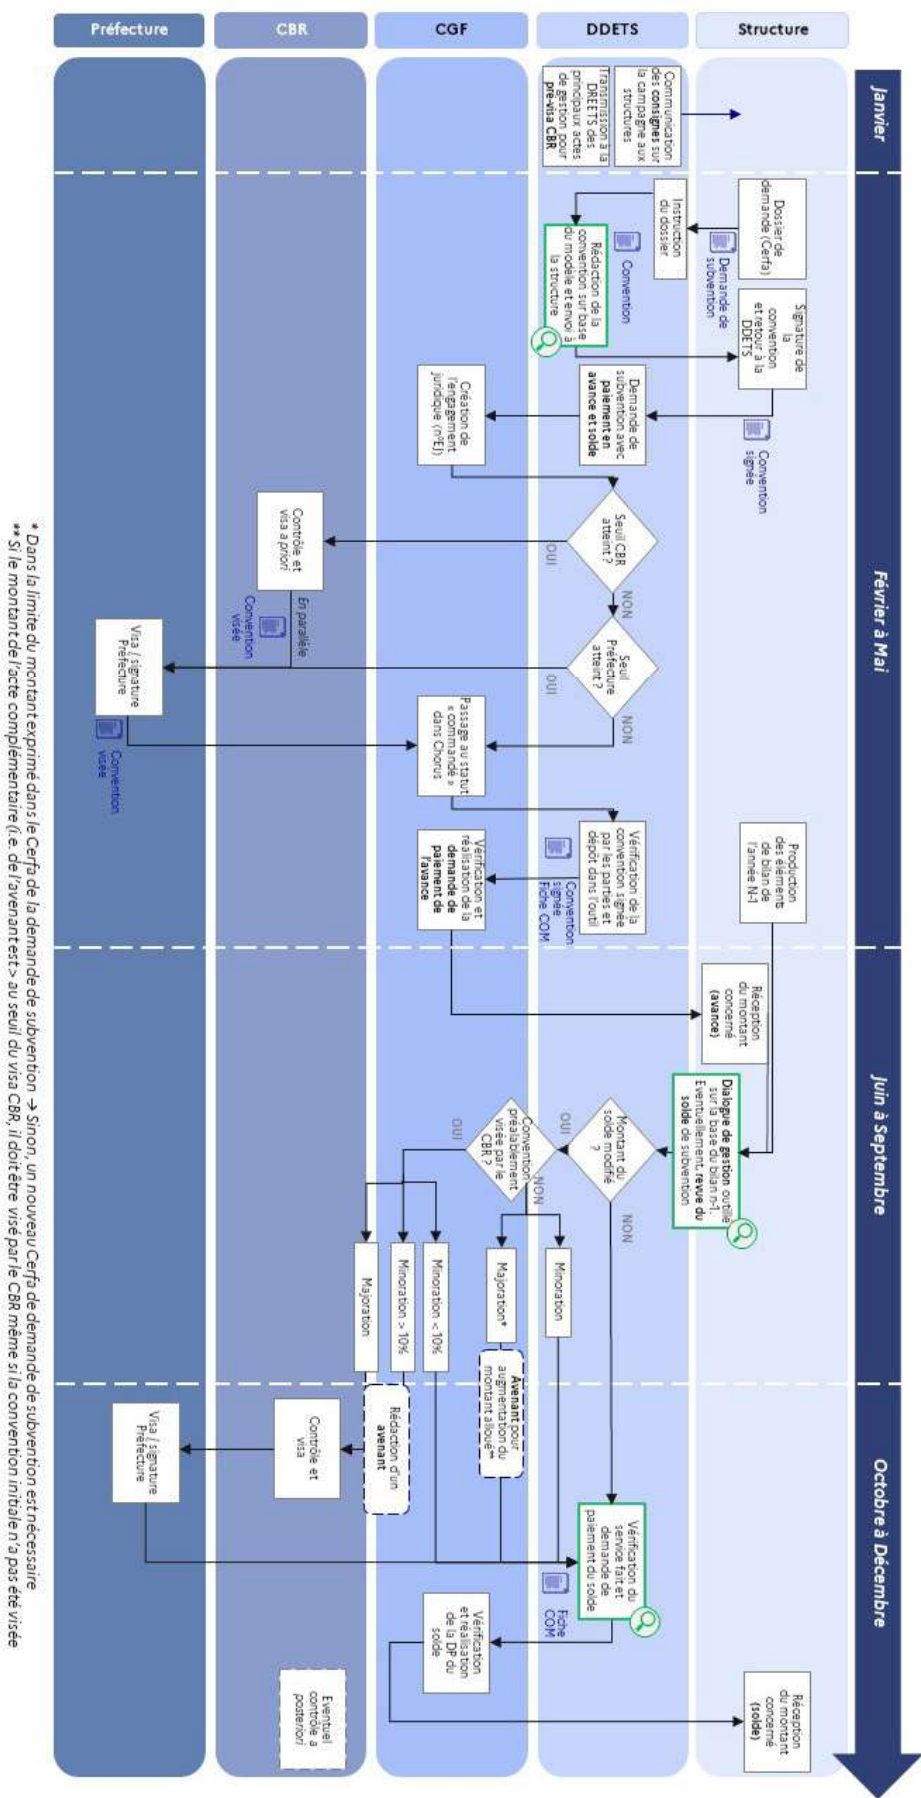 Janvier
Février à Mai
Juin à Septembre
Octobre à Décembre
Structure
DDETS
CGF
CBR
Préfecture
Communication
des consignes sur
la campagne aux
structures
Transmission à la
DREETS des
principaux actes
de gestion pour
pré-visa CBR
Dossier de
demande (Cerfa)
Demande de
subvention
Instruction
du dossier
Convention
Rédaction de la
convention sur base
du modèle et envoi à
la structure
Signature de
la
convention
et retour à la
DDETS
Convention
signée
Demande de
subvention avec
paiement en
avance et solde
Création de
l'engagement
juridique (n°EJ)
Seuil CBR
atteint ?
OUI
NON
Contrôle et
visa a priori
En parallèle
Convention
visée
Seuil
Préfecture
atteint ?
OUI
NON
Visa / signature
Préfecture
Convention
visée
Passage au statut
« commandé »
dans Chorus
Vérification de la
convention signée
par les parties et
dépôt dans l'outil
Convention
signée
Fiche COM
Vérification et
réalisation de la
demande de
paiement de
l'avance
Production
des éléments
de bilan de
l'année N-1
Réception
du montant
concerné
(avance)
Dialogue de gestion outillé
sur la base du bilan n-1.
Eventuellement, revue du
solde de subvention
Montant du
solde modifié
?
OUI
NON
Convention
préalablement
visée par le
CBR ?
OUI
NON
Minoration
Majoration*
Minoration < 10%
Minoration > 10%
Majoration
Avenant pour
augmentation du
montant alloué**
Rédaction d'un
avenant
Contrôle et
visa
Visa / signature
Préfecture
Vérification du
service fait et
demande de
paiement du solde
Fiche
COM
Vérification
et réalisation
de la DP du
solde
Réception
du montant
concerné
(solde)
Eventuel
contrôle a
posteriori
* Dans la limite du montant exprimé dans le Cerfa de la demande de subvention → Sinon, un nouveau Cerfa de demande de subvention est nécessaire
** Si le montant de l'acte complémentaire (i.e. de l'avenant est > au seuil du visa CBR, il doit être visé par le CBR même si la convention initiale n'a pas été visée